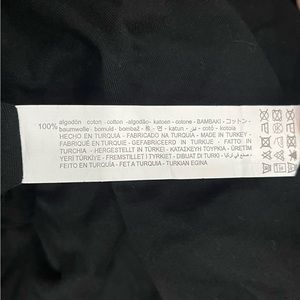 100% algodón · coton · cotton · algodão · katoen · cotone · ΒΑΜΒΑΚΙ · コットン ·
baumwolle · bomuld · bombaž · 棉 · 면 · katun · قطن · cotó · kotoia
HECHO EN TURQUÍA · FABRICADO NA TURQUIA · MADE IN TURKEY ·
FABRIQUÉ EN TURQUIE · GEFABRICEERD IN TURKIJE · FATTO IN
TURCHIA · HERGESTELLT IN TÜRKEI · ΚΑΤΑΣΚΕΥΗ ΤΟΥΡΚΙΑ · ÜRETİM
YERİ TÜRKİYE · FREMSTILLET I TYRKIET · DIBUAT DI TURKI ·
FEITO EN TURQUÍA · FETA TURQUIA · TURKIAN EGINA